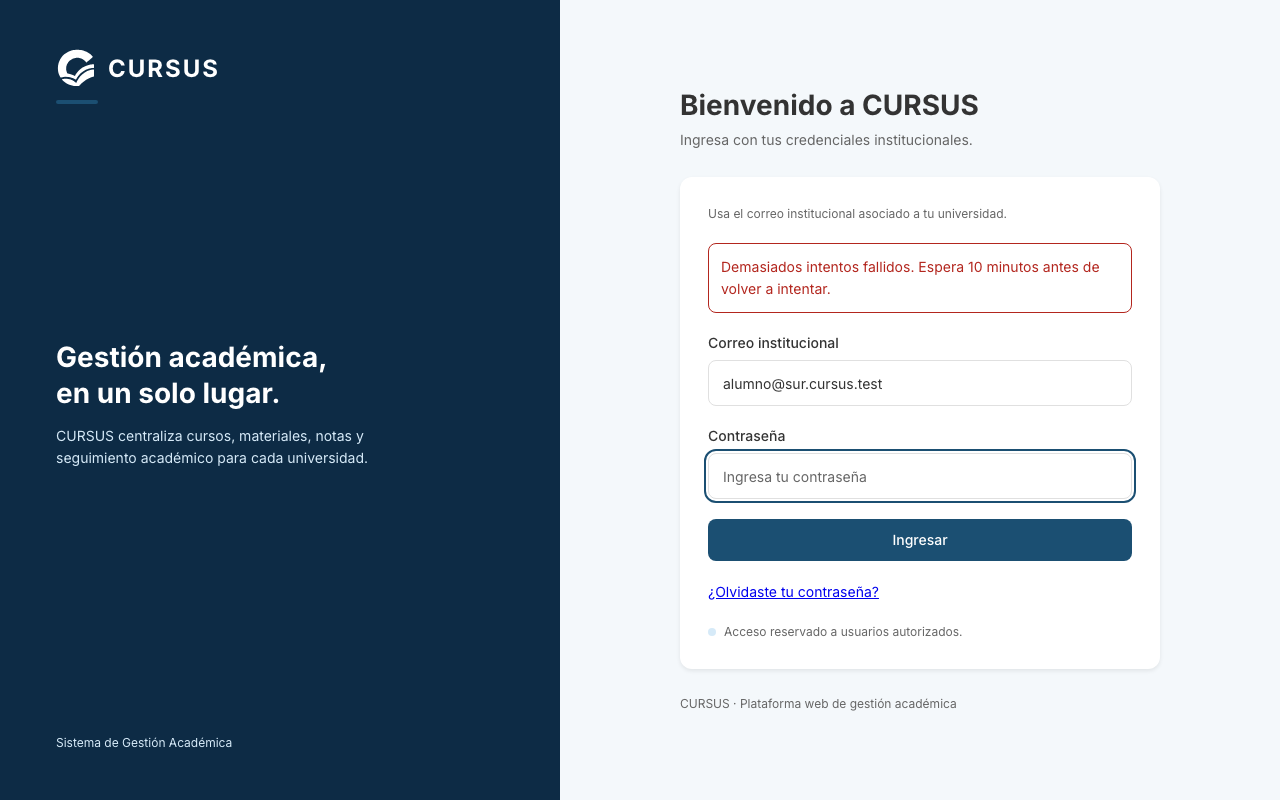 CURSUS
Gestión académica,
en un solo lugar.
CURSUS centraliza cursos, materiales, notas y
seguimiento académico para cada universidad.
Sistema de Gestión Académica
Bienvenido a CURSUS
Ingresa con tus credenciales institucionales.
Usa el correo institucional asociado a tu universidad.
Demasiados intentos fallidos. Espera 10 minutos antes de
volver a intentar.
Correo institucional
alumno@sur.cursus.test
Contraseña
Ingresa tu contraseña
Ingresar
¿Olvidaste tu contraseña?
Acceso reservado a usuarios autorizados.
CURSUS · Plataforma web de gestión académica